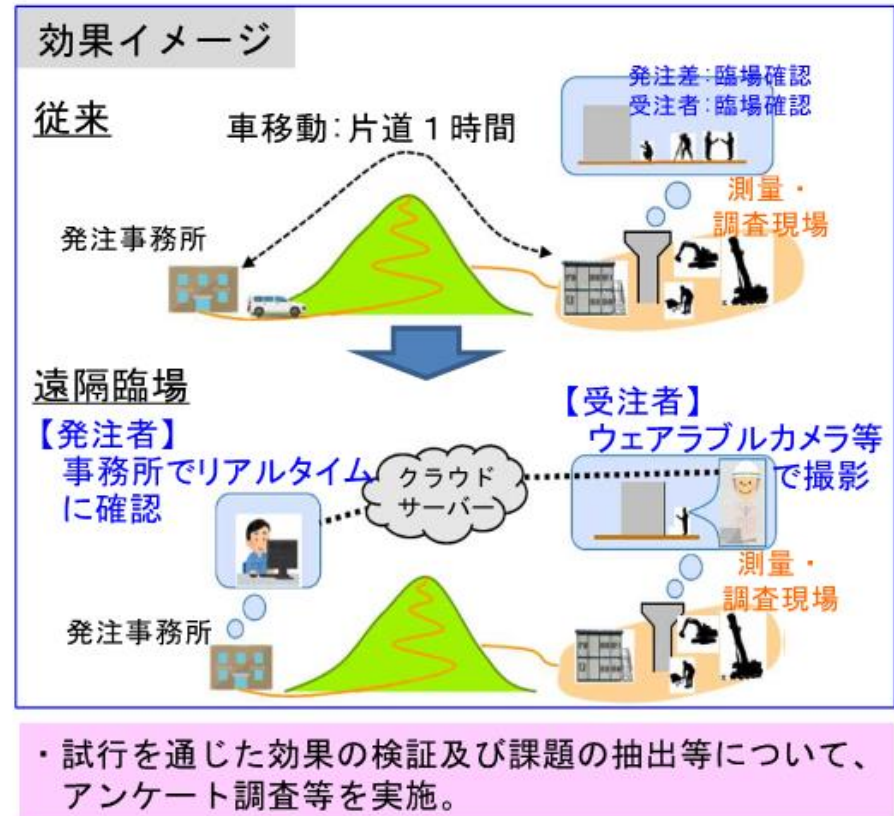 効果イメージ
従来
車移動:片道1時間
発注差:臨場確認
受注者:臨場確認
測量・
調査現場
発注事務所
遠隔臨場
【発注者】
事務所でリアルタイム
に確認
クラウド
サーバー
【受注者】
ウェアラブルカメラ等
で撮影
測量・
調査現場
発注事務所
・試行を通じた効果の検証及び課題の抽出等について、
アンケート調査等を実施。